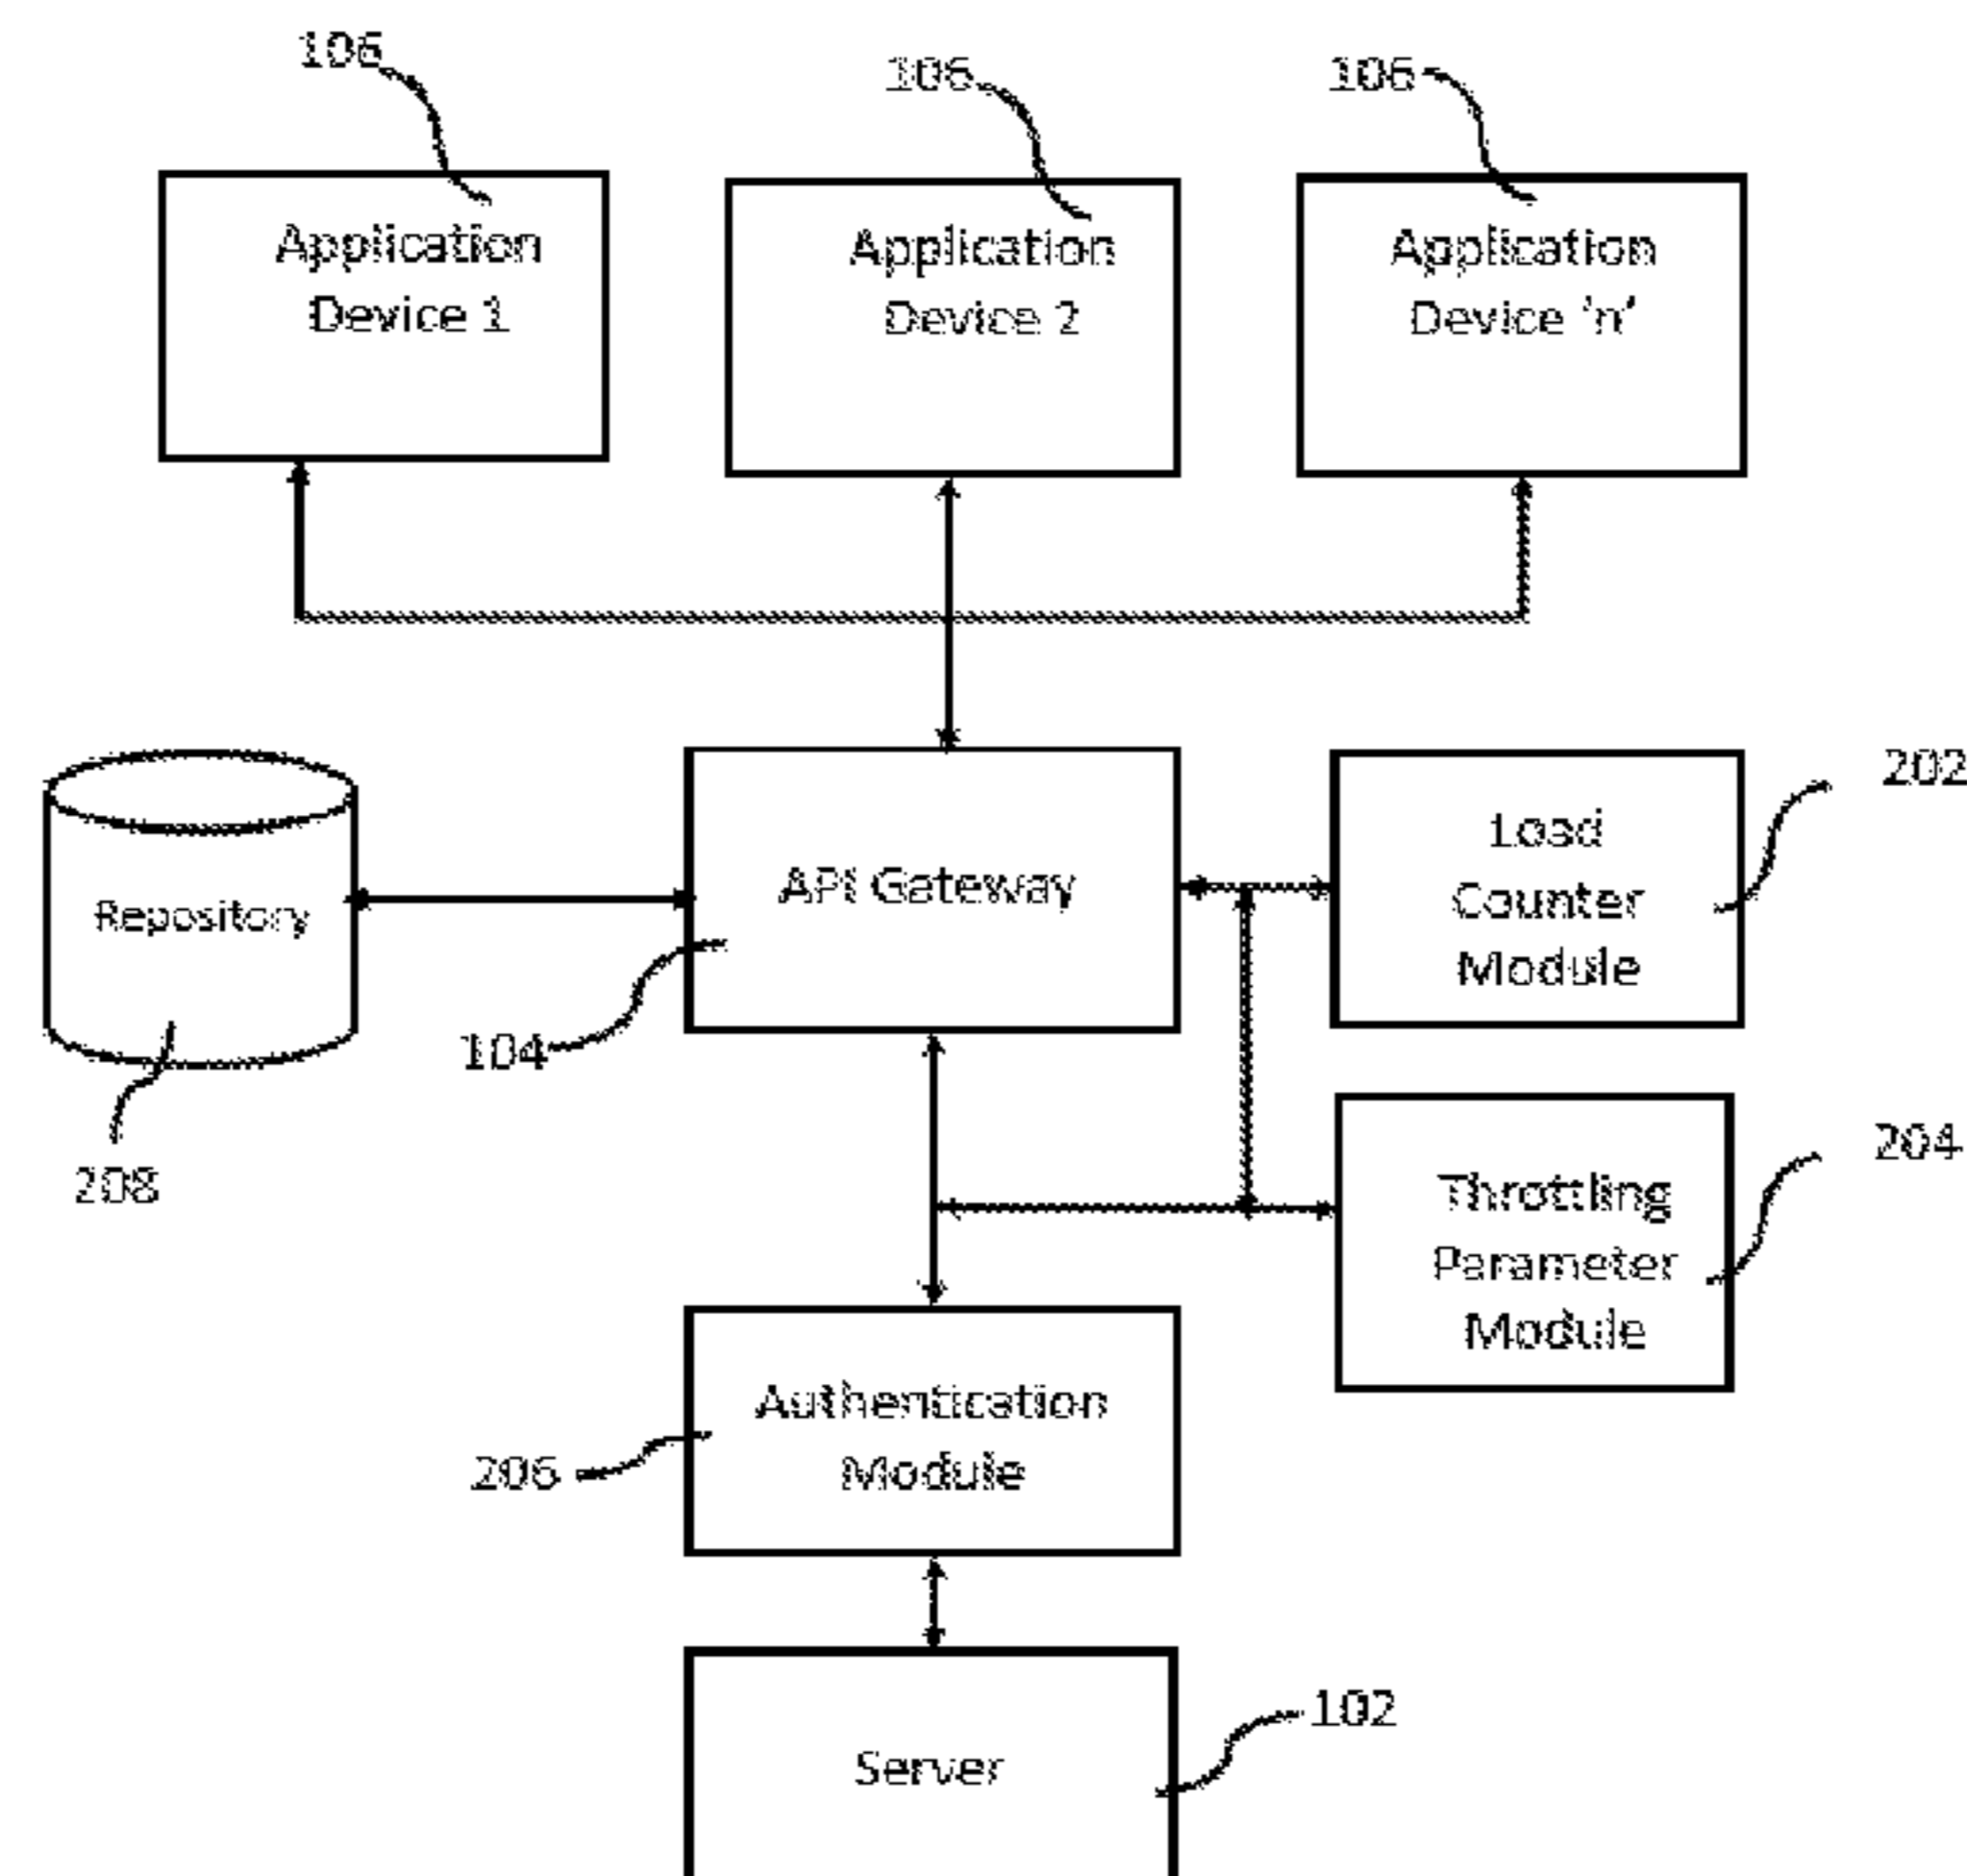 106
106
106
Application
Device 1
Application
Device 2
Application
Device 'n'
Repository
208
API Gateway
104
Load
Counter
Module
202
Throttling
Parameter
Module
204
Authentication
Module
206
Server
102